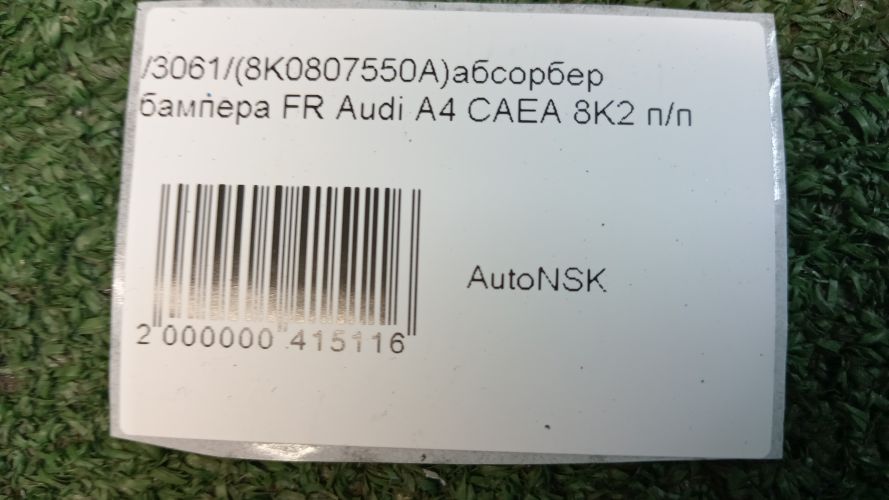 /3061/(8K0807550A)абсорбер
бампера FR Audi A4 CAEA 8K2 п/п
AutoNSK
2 000000 415116